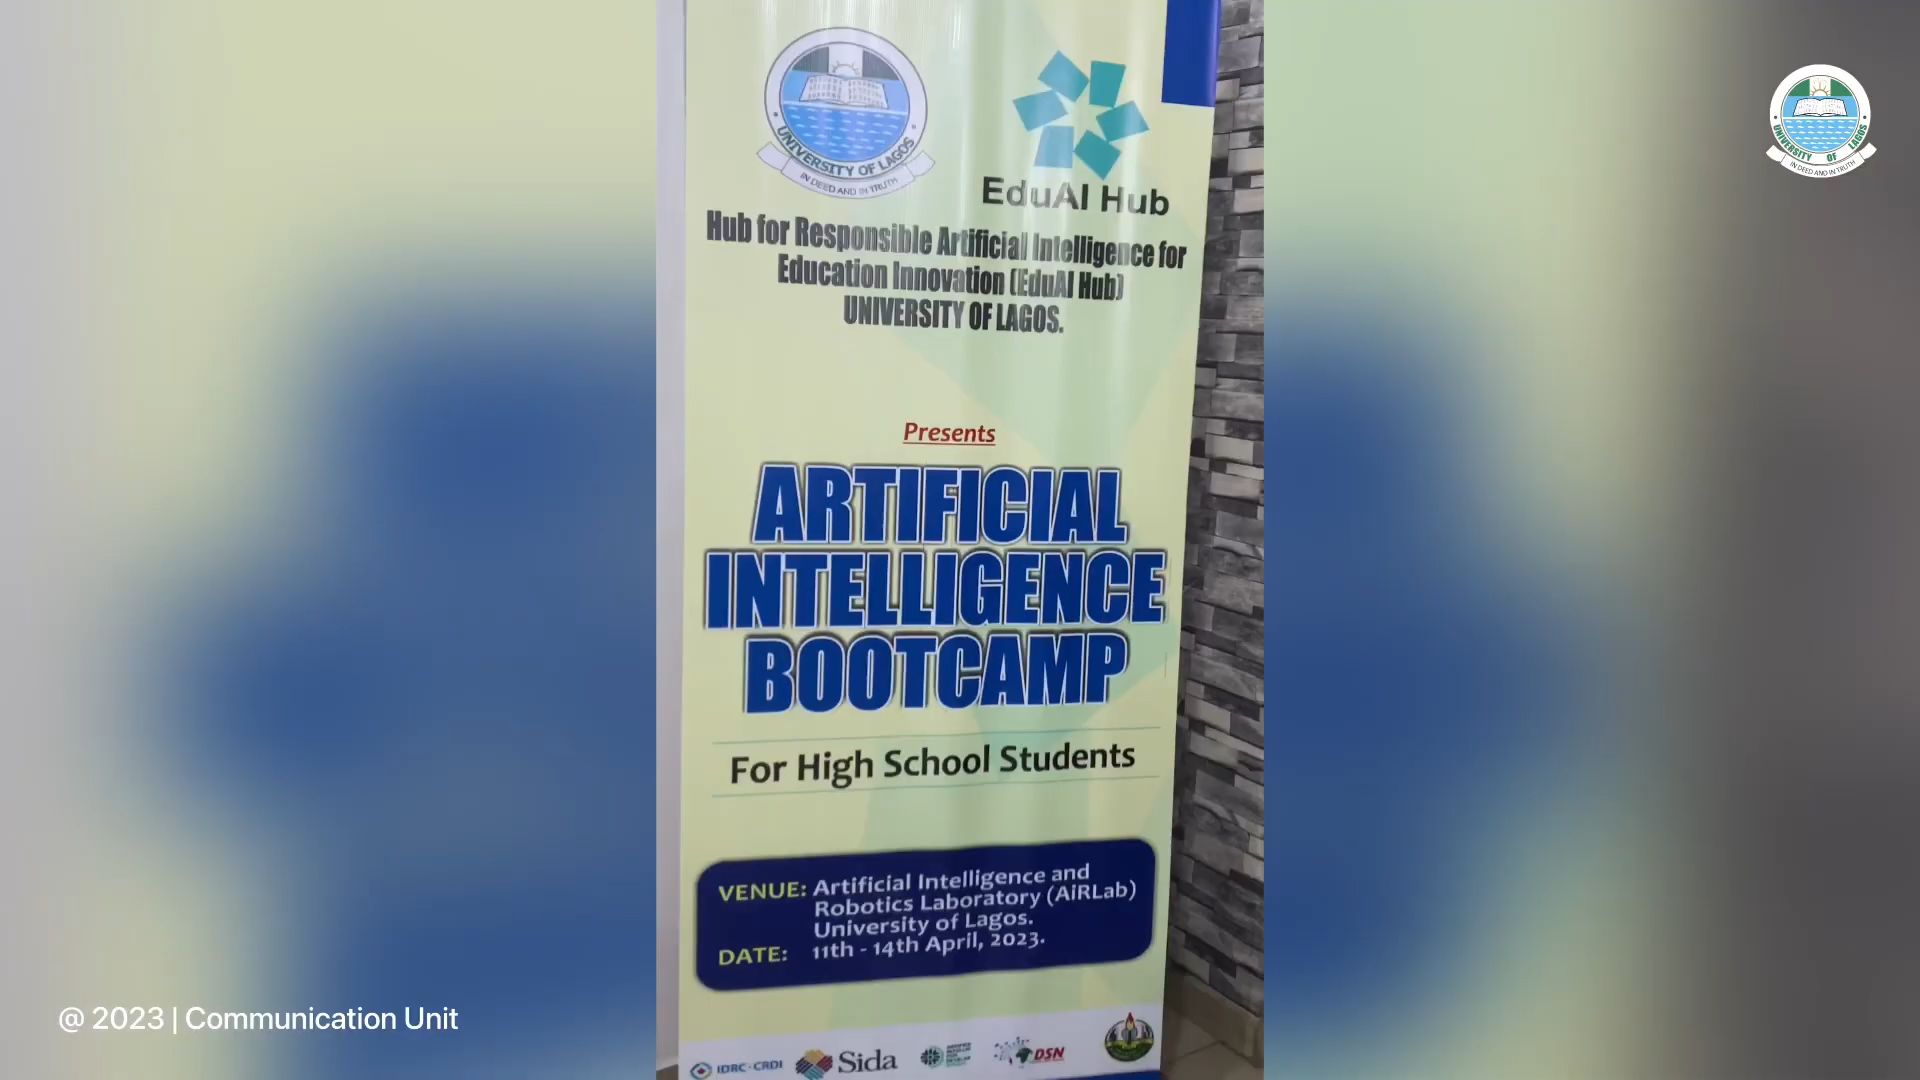 UNIVERSITY OF LAGOS
IN DEED AND IN TRUTH
EduAI Hub
Hub for Responsible Artificial Intelligence for
Education Innovation (EduAI Hub)
UNIVERSITY OF LAGOS.
Presents
ARTIFICIAL
INTELLIGENCE
BOOTCAMP
For High School Students
VENUE: Artificial Intelligence and
Robotics Laboratory (AiRLab)
University of Lagos.
DATE: 11th - 14th April, 2023.
IDRC · CRDI
Sida
DSN
UNIVERSITY OF LAGOS
IN DEED AND IN TRUTH
@ 2023 | Communication Unit